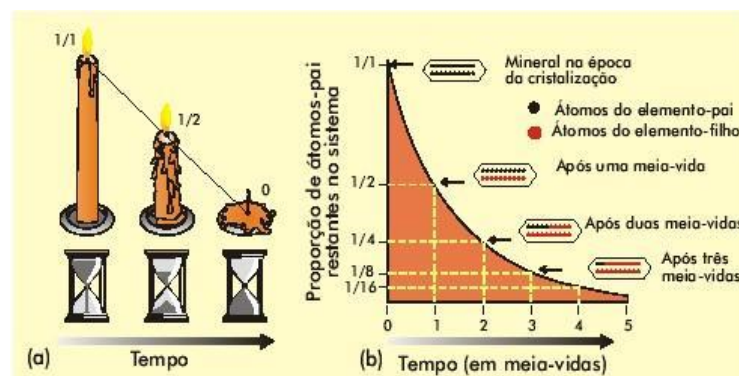 1/1
1/2
0
(a)
Tempo
Proporção de átomos-pai
restantes no sistema
1/1
1/2
1/4
1/8
1/16
Mineral na época
da cristalização
Átomos do elemento-pai
Átomos do elemento-filho
Após uma meia-vida
Após duas meia-vidas
Após três
meia-vidas
0 1 2 3 4 5
(b)
Tempo (em meia-vidas)